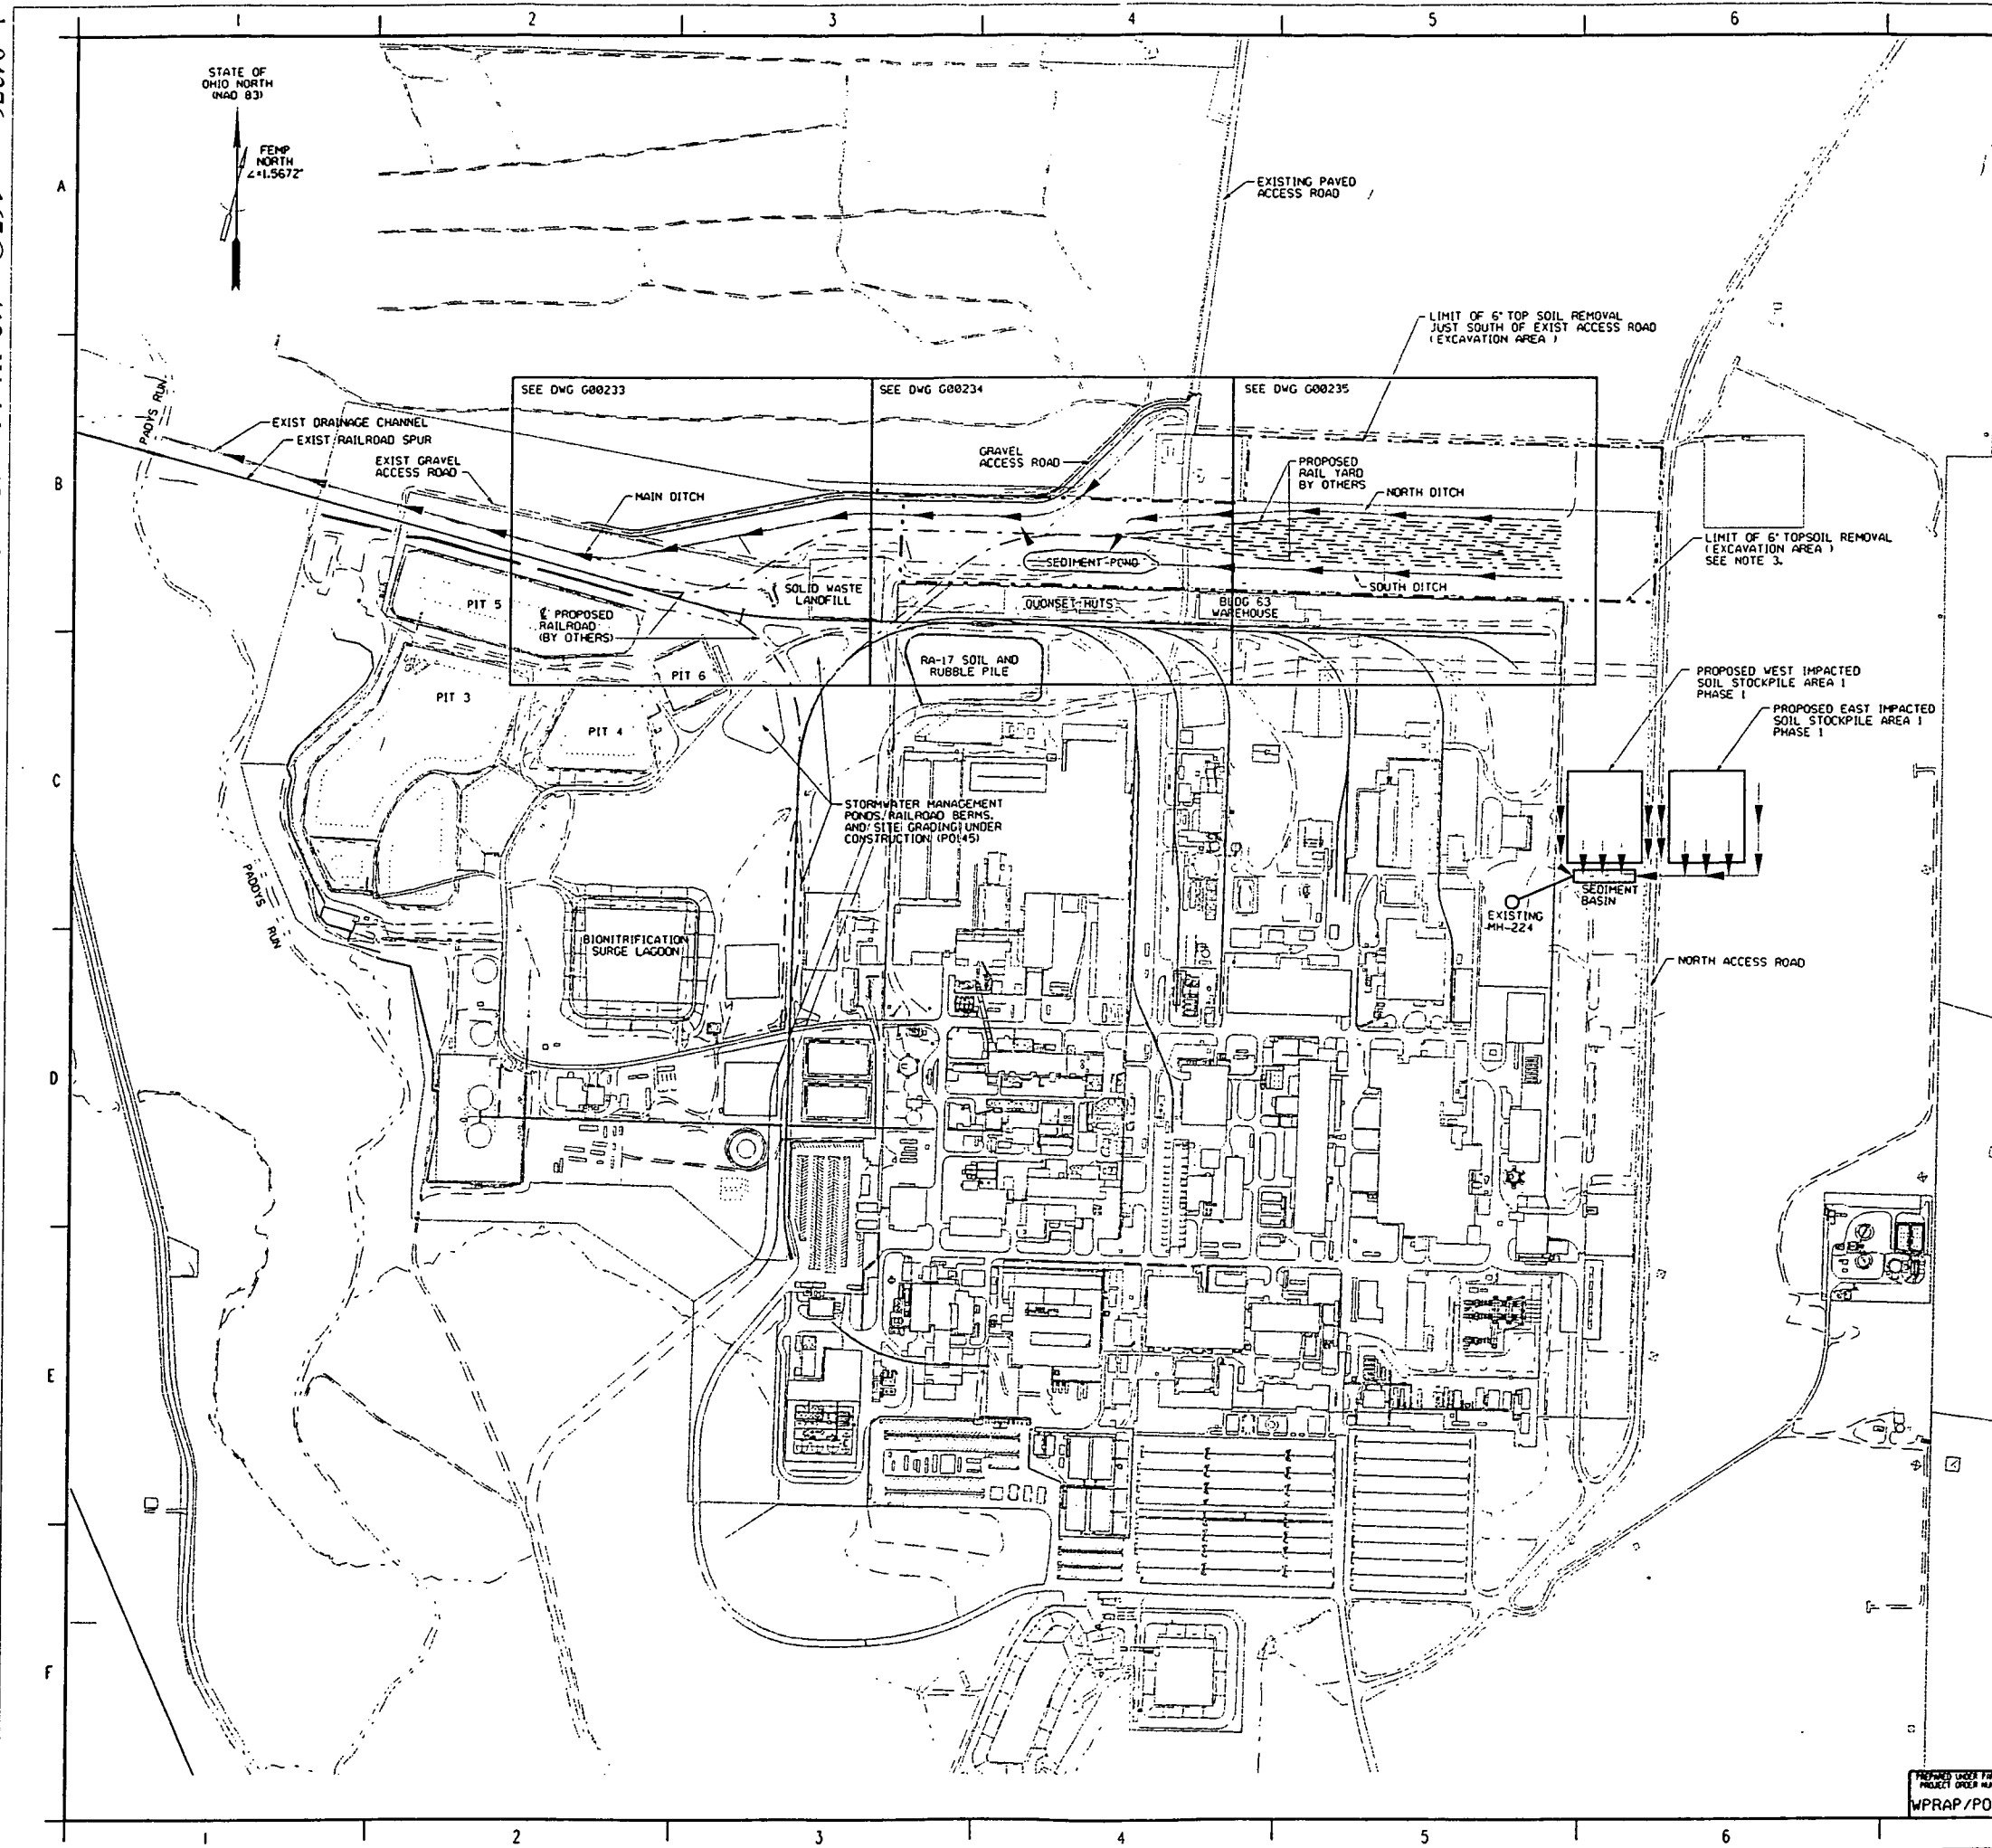 1
2
3
4
5
6
STATE OF
OHIO NORTH
(NAD 83)
FEMP
NORTH
∠=1.5672°
A
EXISTING PAVED
ACCESS ROAD
LIMIT OF 6" TOP SOIL REMOVAL
JUST SOUTH OF EXIST ACCESS ROAD
( EXCAVATION AREA )
SEE DWG G00233
SEE DWG G00234
SEE DWG G00235
PADYS RUN
EXIST DRAINAGE CHANNEL
EXIST RAILROAD SPUR
EXIST GRAVEL
ACCESS ROAD
GRAVEL
ACCESS ROAD
PROPOSED
RAIL YARD
BY OTHERS
B
MAIN DITCH
NORTH DITCH
LIMIT OF 6" TOPSOIL REMOVAL
( EXCAVATION AREA )
SEE NOTE 3.
SEDIMENT POND
SOUTH DITCH
SOLID WASTE
LANDFILL
PIT 5
QUONSET HUTS
BLDG 63
WAREHOUSE
℄ PROPOSED
RAILROAD
(BY OTHERS)
RA-17 SOIL AND
RUBBLE PILE
PIT 6
PIT 3
PIT 4
PROPOSED WEST IMPACTED
SOIL STOCKPILE AREA 1
PHASE 1
PROPOSED EAST IMPACTED
SOIL STOCKPILE AREA 1
PHASE 1
C
STORMWATER MANAGEMENT
PONDS, RAILROAD BERMS,
AND SITE GRADING UNDER
CONSTRUCTION (PO145)
SEDIMENT
BASIN
EXISTING
MH-224
PADDYS RUN
BIONITRIFICATION
SURGE LAGOON
NORTH ACCESS ROAD
D
E
F
PROJECT ORDER
WPRAP/PO
1
2
3
4
5
6